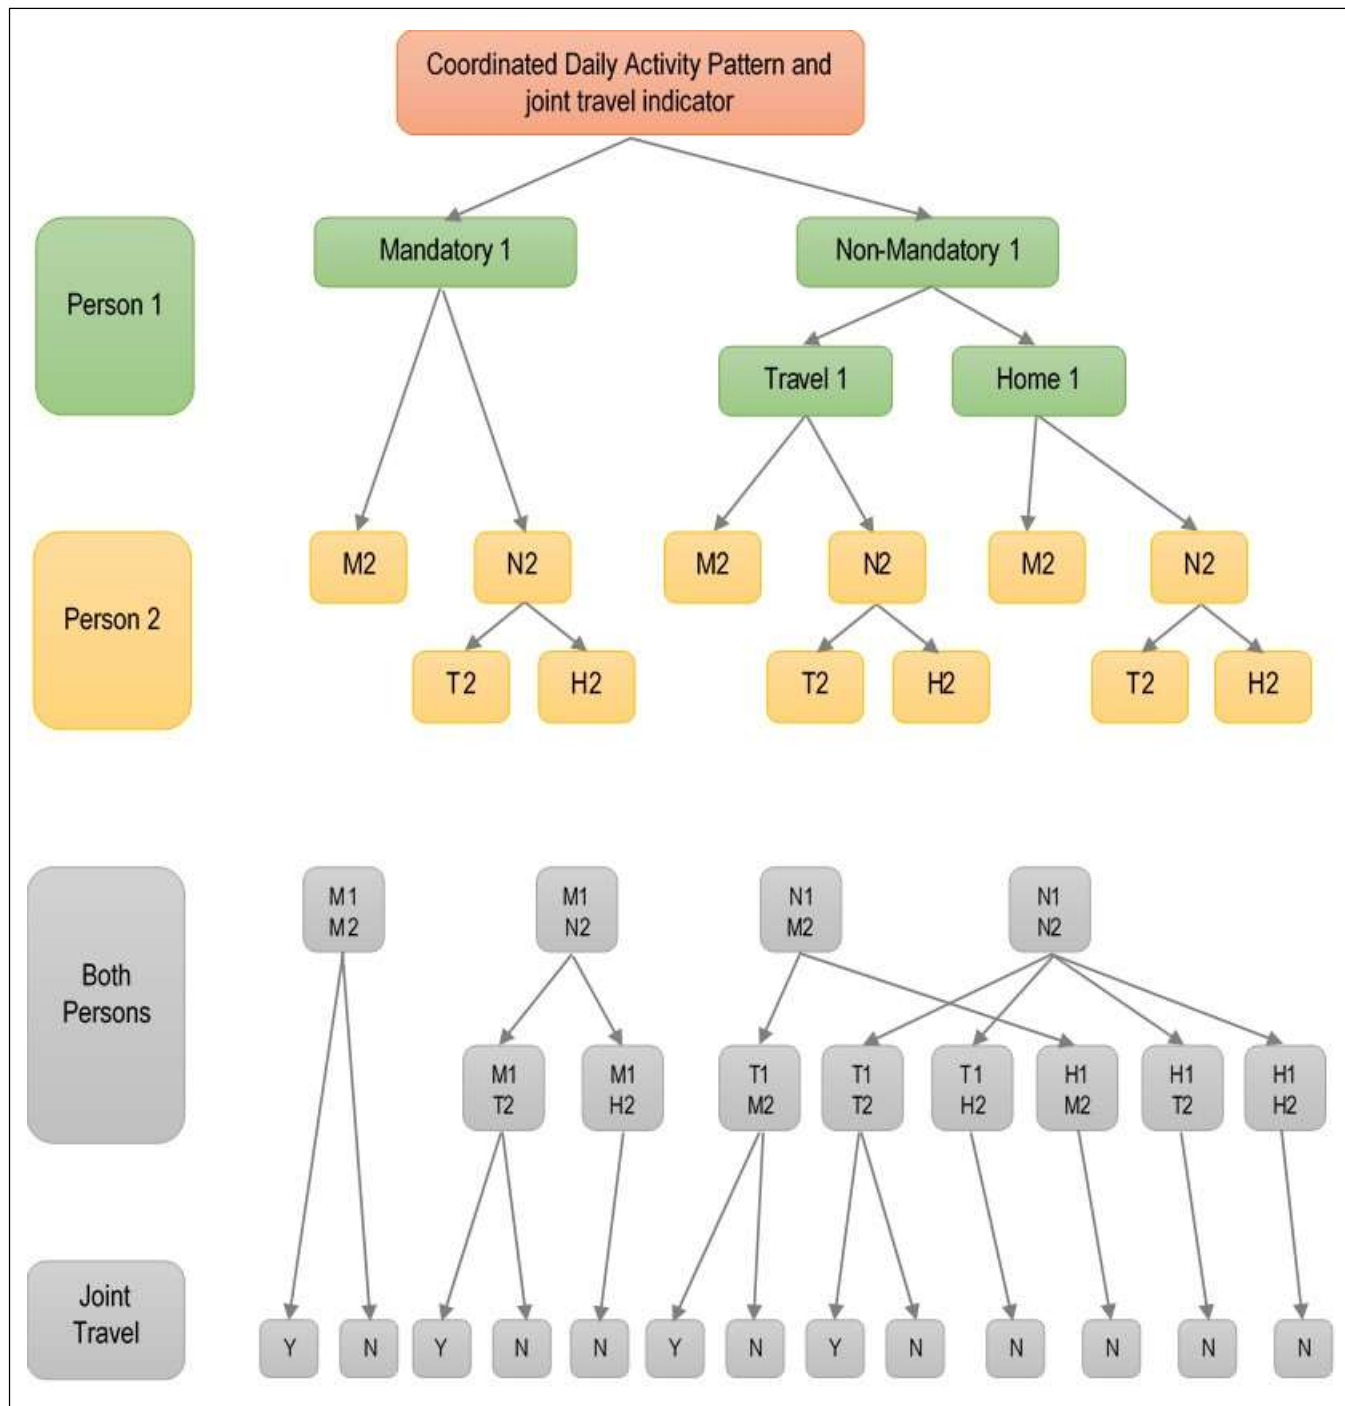 Coordinated Daily Activity Pattern and
joint travel indicator
Person 1
Mandatory 1
Non-Mandatory 1
Travel 1
Home 1
Person 2
M2
N2
M2
N2
M2
N2
T2
H2
T2
H2
T2
H2
Both
Persons
M1
M2
M1
N2
N1
M2
N1
N2
M1
T2
M1
H2
T1
M2
T1
T2
T1
H2
H1
M2
H1
T2
H1
H2
Joint
Travel
Y
N
Y
N
N
Y
N
Y
N
N
N
N
N